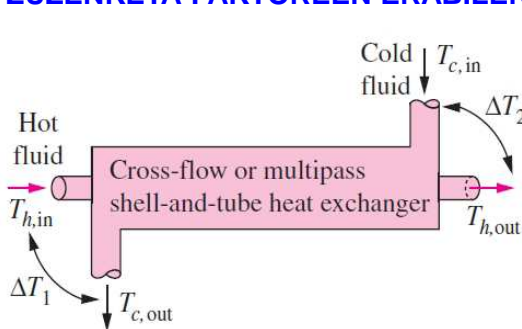 Cold
fluid
T_c,in
ΔT_2
Hot
fluid
Cross-flow or multipass
shell-and-tube heat exchanger
T_h,in
T_h,out
ΔT_1
T_c,out